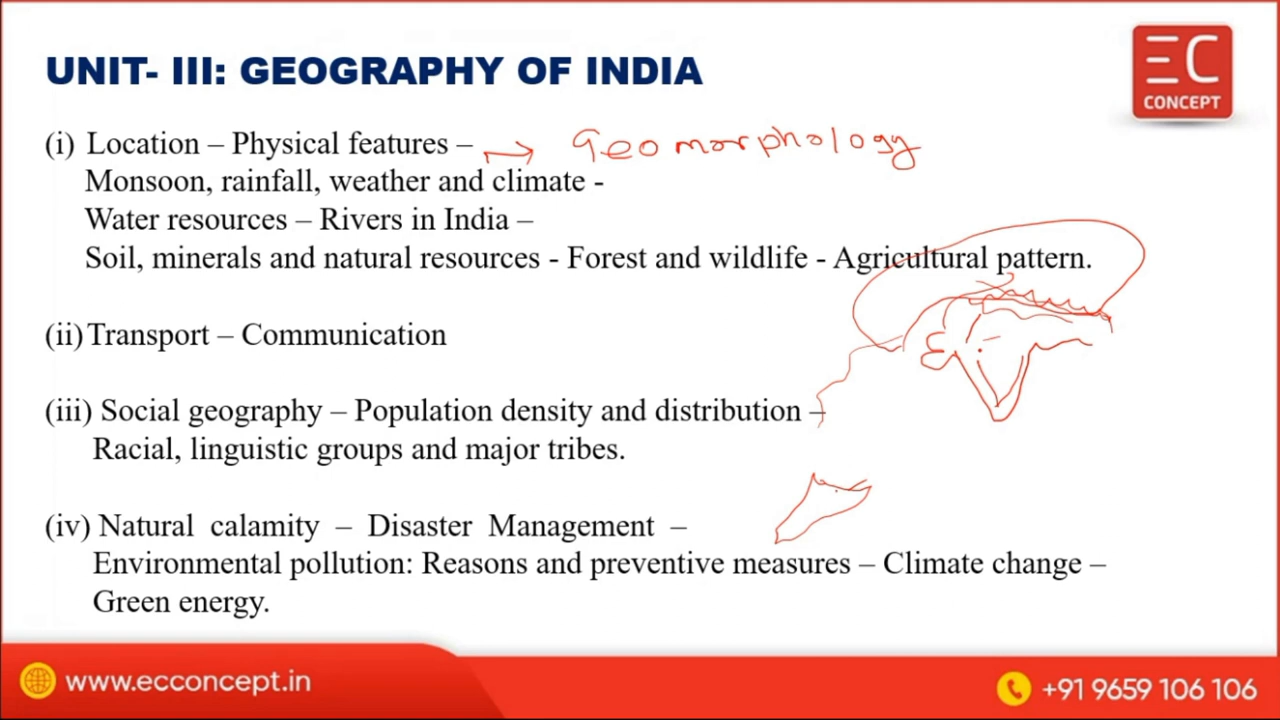 UNIT- III: GEOGRAPHY OF INDIA
EC
CONCEPT
(i) Location – Physical features – → Geomorphology
Monsoon, rainfall, weather and climate -
Water resources – Rivers in India –
Soil, minerals and natural resources - Forest and wildlife - Agricultural pattern.
(ii) Transport – Communication
(iii) Social geography – Population density and distribution –
Racial, linguistic groups and major tribes.
(iv) Natural calamity – Disaster Management –
Environmental pollution: Reasons and preventive measures – Climate change –
Green energy.
www.ecconcept.in
+91 9659 106 106